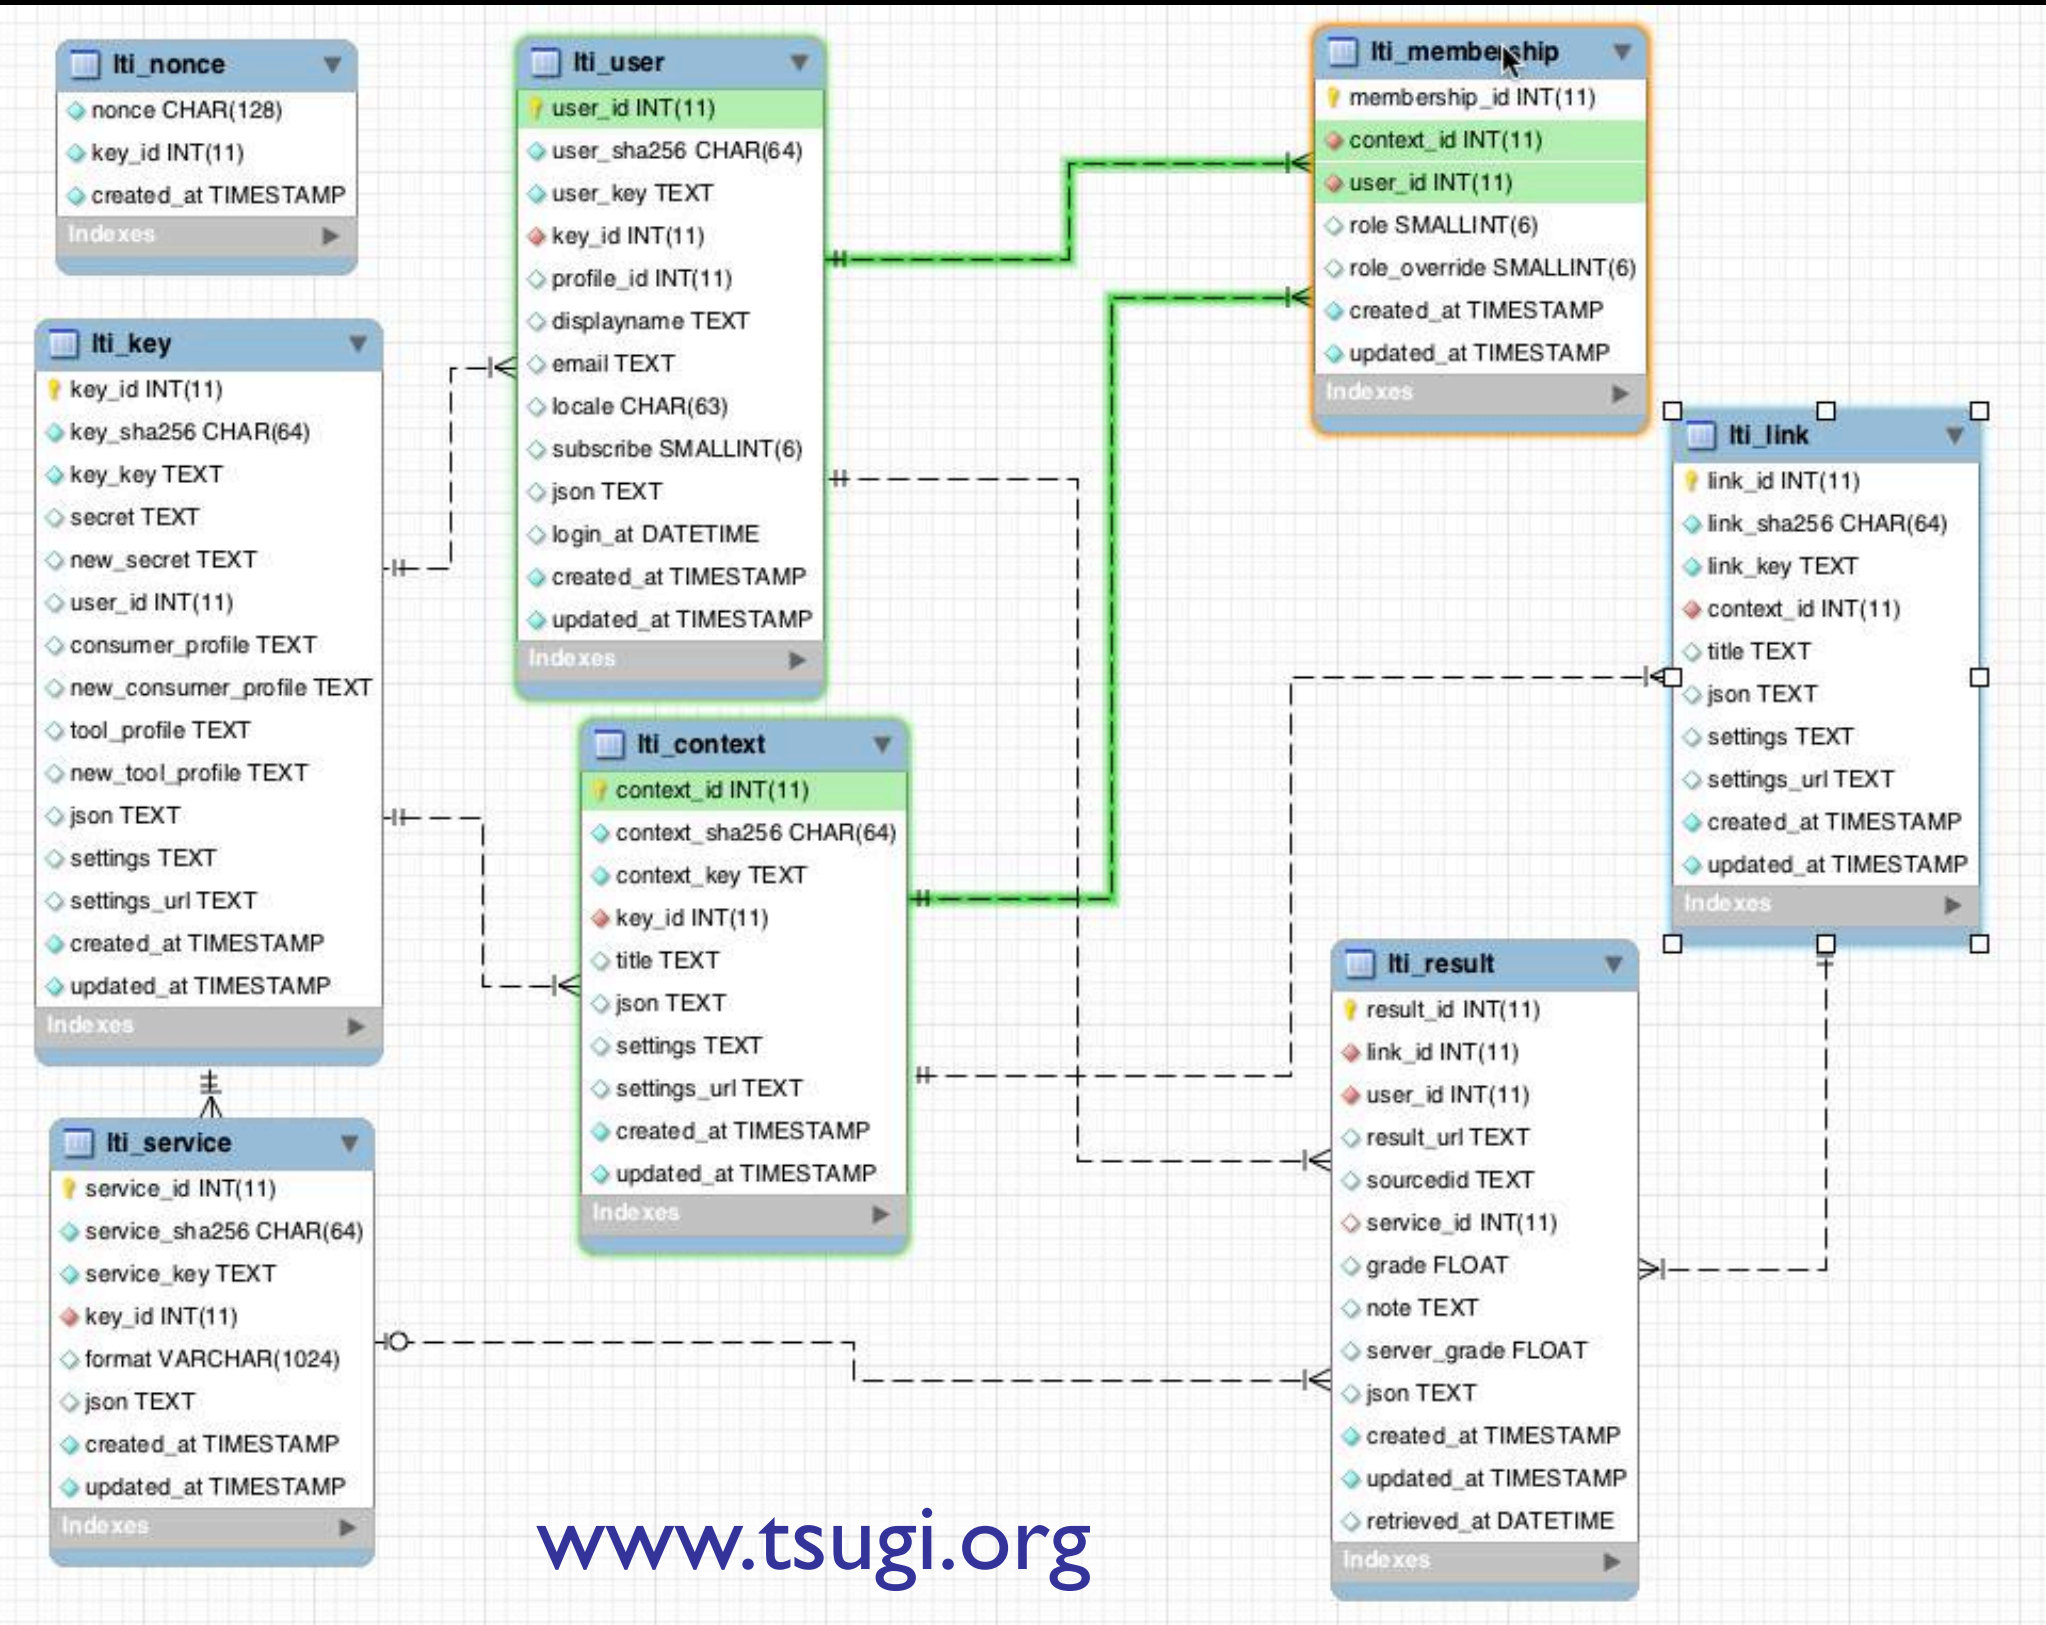 lti_nonce
nonce CHAR(128)
key_id INT(11)
created_at TIMESTAMP
Indexes
lti_key
key_id INT(11)
key_sha256 CHAR(64)
key_key TEXT
secret TEXT
new_secret TEXT
user_id INT(11)
consumer_profile TEXT
new_consumer_profile TEXT
tool_profile TEXT
new_tool_profile TEXT
json TEXT
settings TEXT
settings_url TEXT
created_at TIMESTAMP
updated_at TIMESTAMP
Indexes
lti_service
service_id INT(11)
service_sha256 CHAR(64)
service_key TEXT
key_id INT(11)
format VARCHAR(1024)
json TEXT
created_at TIMESTAMP
updated_at TIMESTAMP
Indexes
lti_user
user_id INT(11)
user_sha256 CHAR(64)
user_key TEXT
key_id INT(11)
profile_id INT(11)
displayname TEXT
email TEXT
locale CHAR(63)
subscribe SMALLINT(6)
json TEXT
login_at DATETIME
created_at TIMESTAMP
updated_at TIMESTAMP
Indexes
lti_context
context_id INT(11)
context_sha256 CHAR(64)
context_key TEXT
key_id INT(11)
title TEXT
json TEXT
settings TEXT
settings_url TEXT
created_at TIMESTAMP
updated_at TIMESTAMP
Indexes
lti_membership
membership_id INT(11)
context_id INT(11)
user_id INT(11)
role SMALLINT(6)
role_override SMALLINT(6)
created_at TIMESTAMP
updated_at TIMESTAMP
Indexes
lti_link
link_id INT(11)
link_sha256 CHAR(64)
link_key TEXT
context_id INT(11)
title TEXT
json TEXT
settings TEXT
settings_url TEXT
created_at TIMESTAMP
updated_at TIMESTAMP
Indexes
lti_result
result_id INT(11)
link_id INT(11)
user_id INT(11)
result_url TEXT
sourcedid TEXT
service_id INT(11)
grade FLOAT
note TEXT
server_grade FLOAT
json TEXT
created_at TIMESTAMP
updated_at TIMESTAMP
retrieved_at DATETIME
Indexes
www.tsugi.org